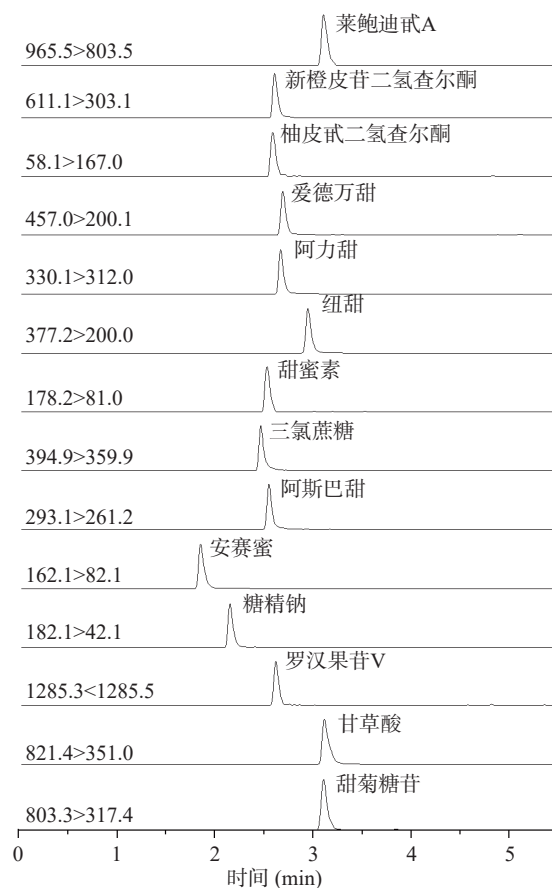 莱鲍迪甙A
965.5>803.5
新橙皮苷二氢查尔酮
611.1>303.1
柚皮甙二氢查尔酮
58.1>167.0
爱德万甜
457.0>200.1
阿力甜
330.1>312.0
纽甜
377.2>200.0
甜蜜素
178.2>81.0
三氯蔗糖
394.9>359.9
阿斯巴甜
293.1>261.2
安赛蜜
162.1>82.1
糖精钠
182.1>42.1
罗汉果苷V
1285.3<1285.5
甘草酸
821.4>351.0
甜菊糖苷
803.3>317.4
0 1 2 3 4 5
时间 (min)